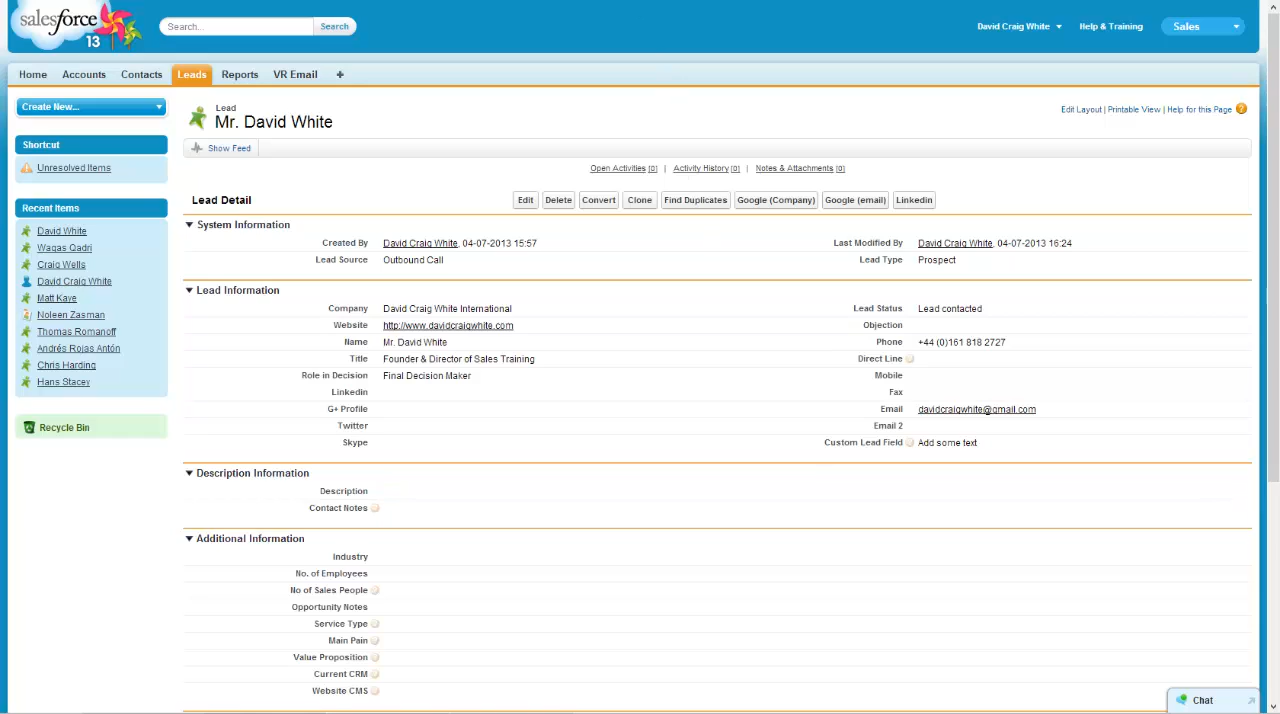 salesforce
13
Search...
Search
David Craig White
Help & Training
Sales
Home
Accounts
Contacts
Leads
Reports
VR Email
+
Create New...
Shortcut
Unresolved Items
Recent Items
David White
Waqas Qadri
Craig Wells
David Craig White
Matt Kaye
Noleen Zasman
Thomas Romanoff
Andrés Rojas Antón
Chris Harding
Hans Stacey
Recycle Bin
Lead
Mr. David White
Edit Layout | Printable View | Help for this Page
Show Feed
Open Activities [0] | Activity History [0] | Notes & Attachments [0]
Lead Detail
Edit Delete Convert Clone Find Duplicates Google (Company) Google (email) Linkedin
System Information
Created By David Craig White, 04-07-2013 15:57 Last Modified By David Craig White, 04-07-2013 16:24
Lead Source Outbound Call Lead Type Prospect
Lead Information
Company David Craig White International Lead Status Lead contacted
Website http://www.davidcraigwhite.com Objection
Name Mr. David White Phone +44 (0)161 818 2727
Title Founder & Director of Sales Training Direct Line
Role in Decision Final Decision Maker Mobile
Linkedin Fax
G+ Profile Email davidcraigwhite@gmail.com
Twitter Email 2
Skype Custom Lead Field Add some text
Description Information
Description
Contact Notes
Additional Information
Industry
No. of Employees
No of Sales People
Opportunity Notes
Service Type
Main Pain
Value Proposition
Current CRM
Website CMS
Chat